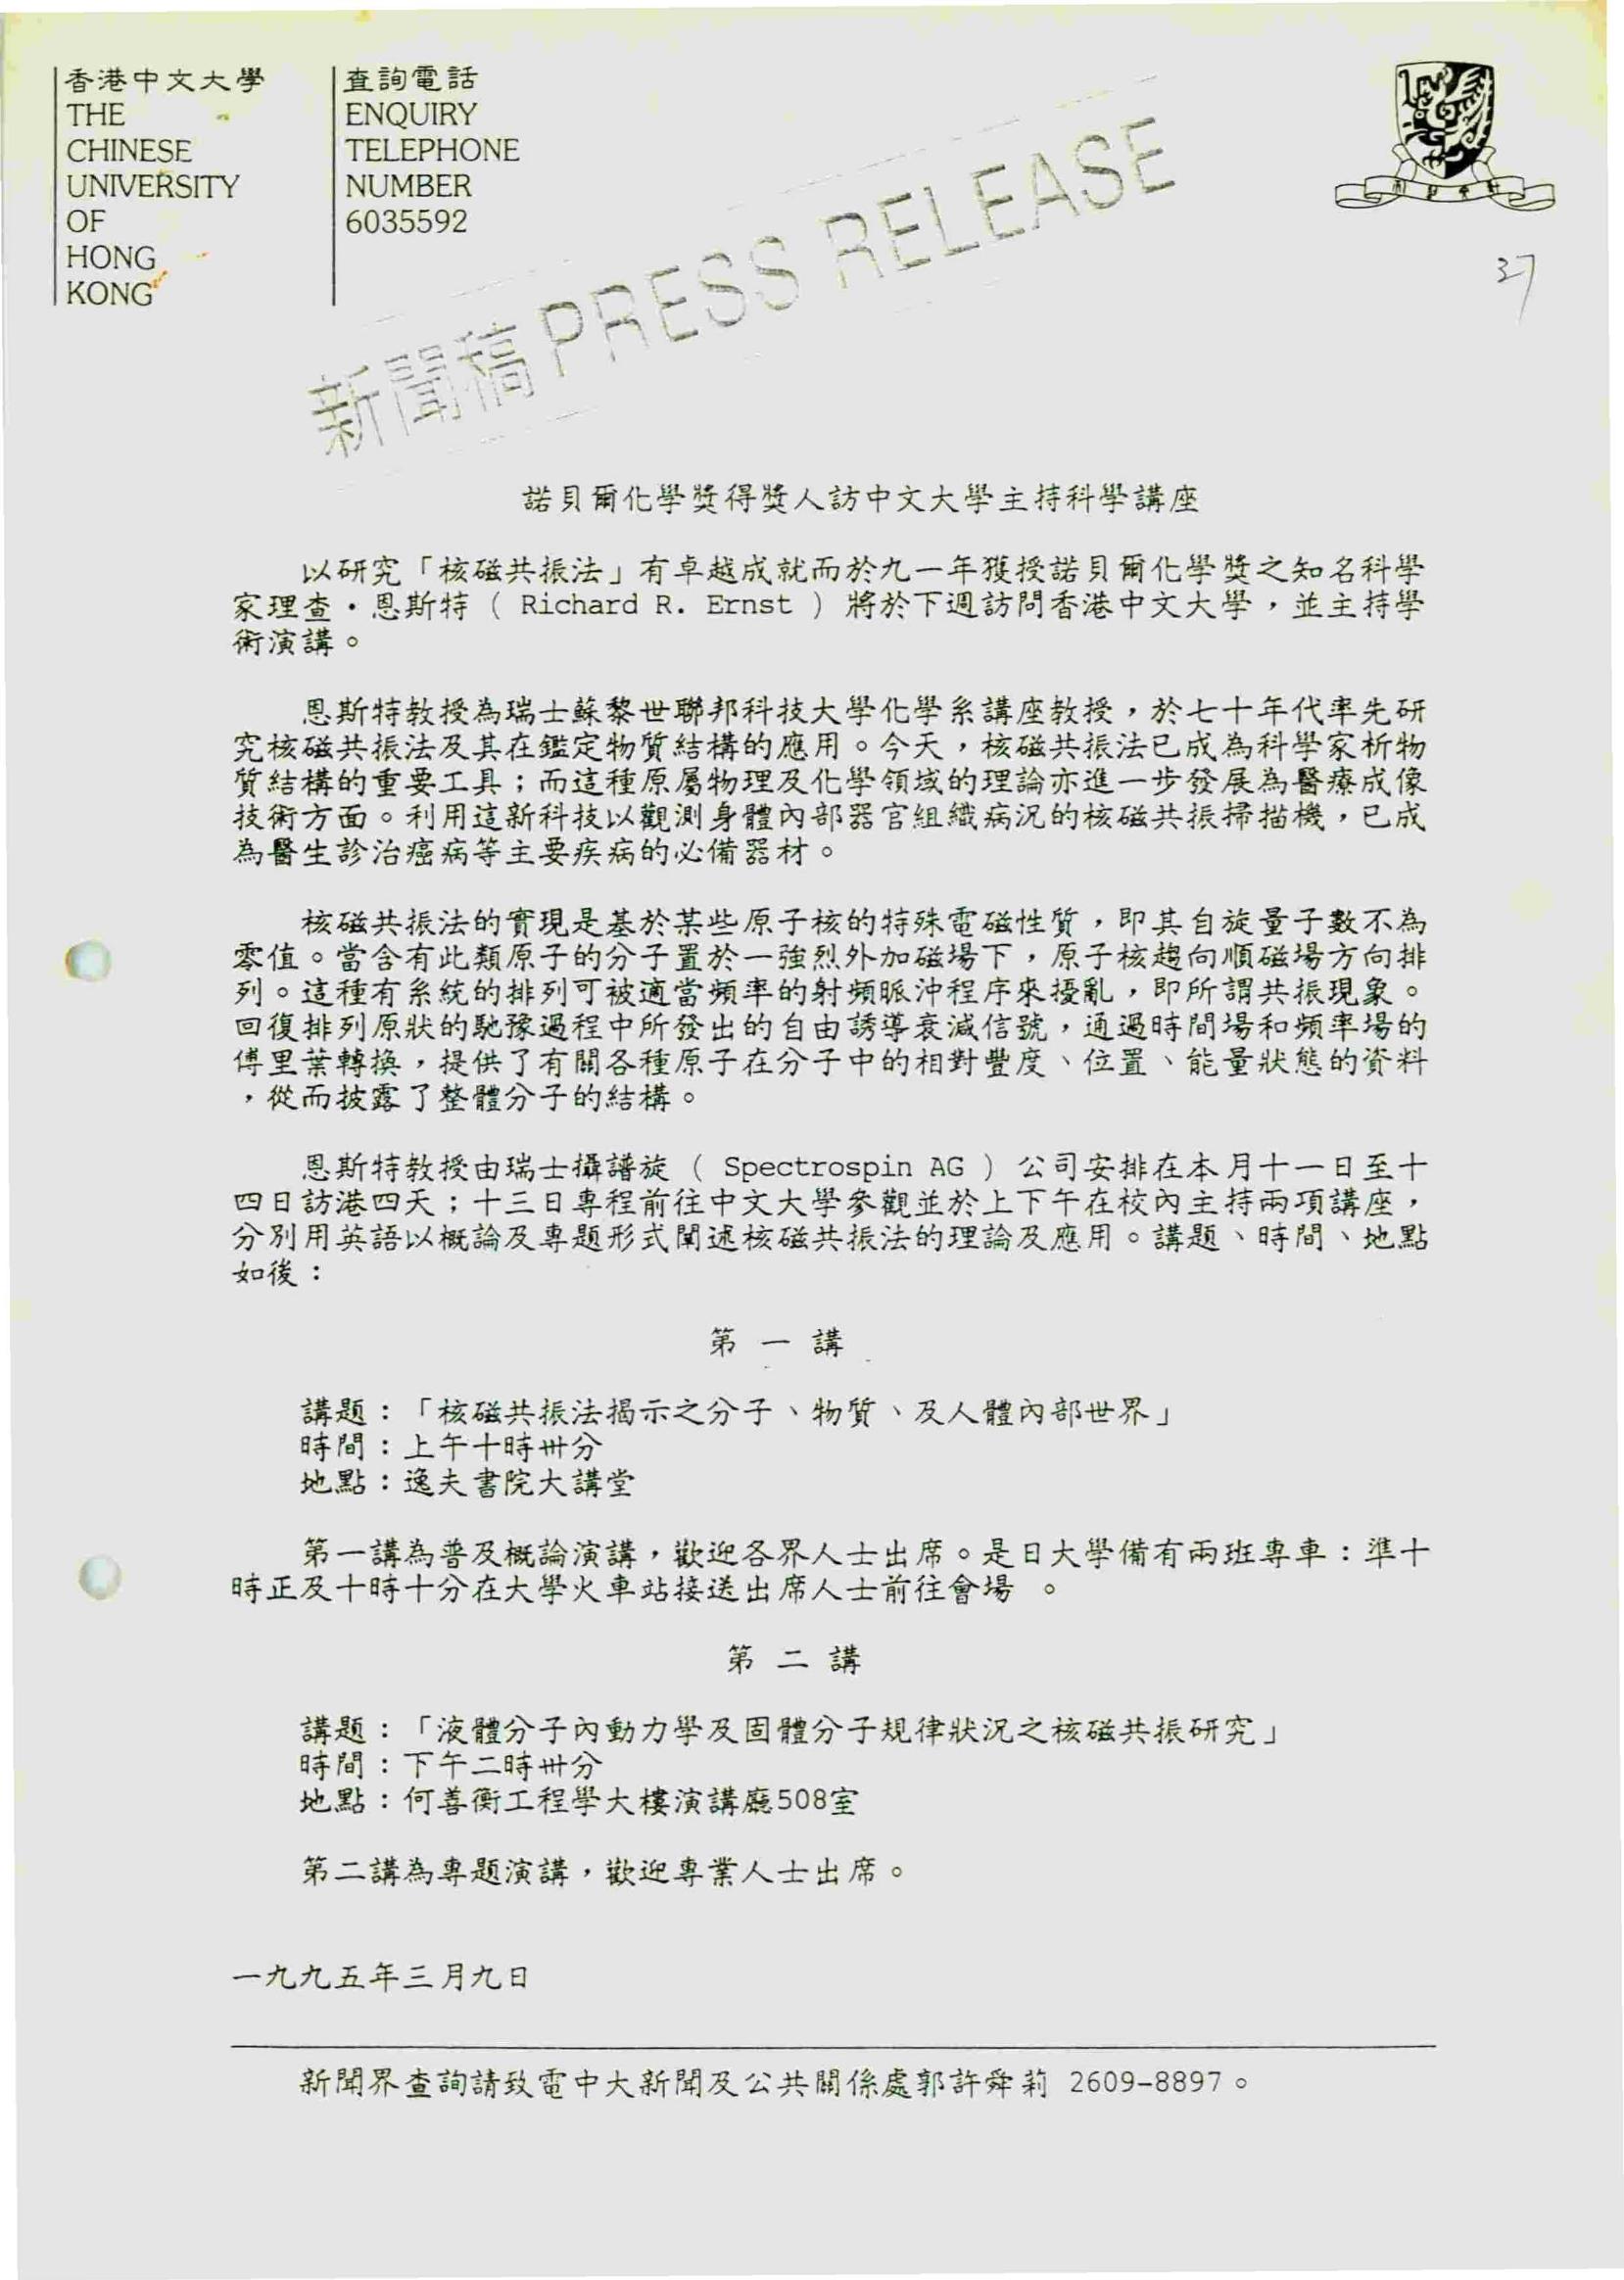 香港中文大學
THE
CHINESE
UNIVERSITY
OF
HONG
KONG
查詢電話
ENQUIRY
TELEPHONE
NUMBER
6035592
新聞稿 PRESS RELEASE
37
諾貝爾化學獎得獎人訪中文大學主持科學講座
以研究「核磁共振法」有卓越成就而於九一年獲授諾貝爾化學獎之知名科學
家理查・恩斯特 ( Richard R. Ernst ) 將於下週訪問香港中文大學，並主持學
術演講。
恩斯特教授為瑞士蘇黎世聯邦科技大學化學系講座教授，於七十年代率先研
究核磁共振法及其在鑑定物質結構的應用。今天，核磁共振法已成為科學家析物
質結構的重要工具；而這種原屬物理及化學領域的理論亦進一步發展為醫療成像
技術方面。利用這新科技以觀測身體內部器官組織病況的核磁共振掃描機，已成
為醫生診治癌病等主要疾病的必備器材。
核磁共振法的實現是基於某些原子核的特殊電磁性質，即其自旋量子數不為
零值。當含有此類原子的分子置於一強烈外加磁場下，原子核趨向順磁場方向排
列。這種有系統的排列可被適當頻率的射頻脈沖程序來擾亂，即所謂共振現象。
回復排列原狀的馳豫過程中所發出的自由誘導衰減信號，通過時間場和頻率場的
傅里葉轉換，提供了有關各種原子在分子中的相對豐度、位置、能量狀態的資料
，從而披露了整體分子的結構。
恩斯特教授由瑞士攝譜旋 ( Spectrospin AG ) 公司安排在本月十一日至十
四日訪港四天；十三日專程前往中文大學參觀並於上下午在校內主持兩項講座，
分別用英語以概論及專題形式闡述核磁共振法的理論及應用。講題、時間、地點
如後：
第 一 講
講題：「核磁共振法揭示之分子、物質、及人體內部世界」
時間：上午十時卅分
地點：逸夫書院大講堂
第一講為普及概論演講，歡迎各界人士出席。是日大學備有兩班專車：準十
時正及十時十分在大學火車站接送出席人士前往會場 。
第 二 講
講題：「液體分子內動力學及固體分子規律狀況之核磁共振研究」
時間：下午二時卅分
地點：何善衡工程學大樓演講廳508室
第二講為專題演講，歡迎專業人士出席。
一九九五年三月九日
新聞界查詢請致電中大新聞及公共關係處郭許舜莉 2609-8897。